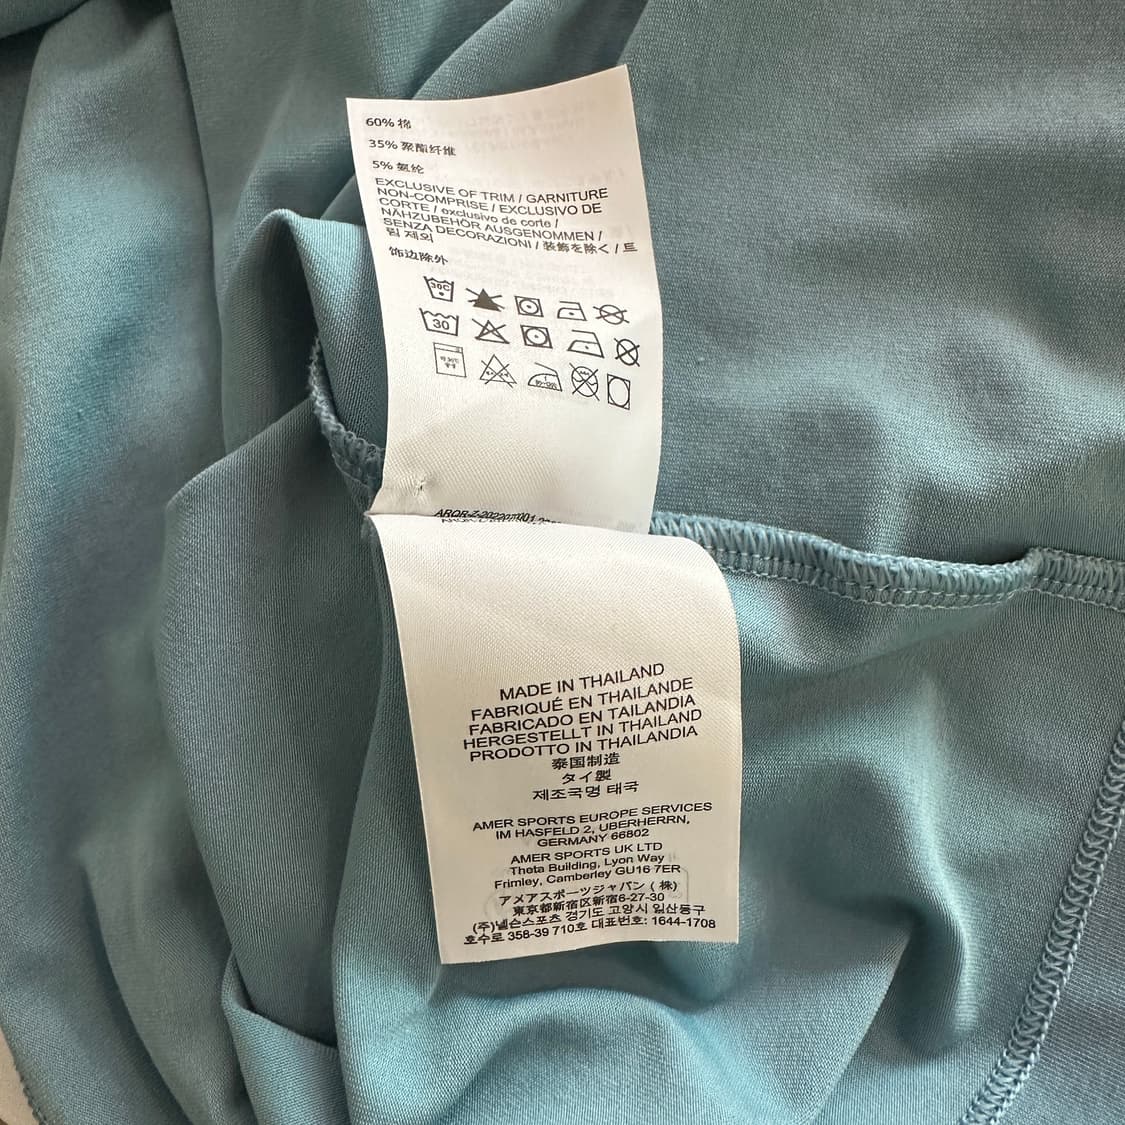 60% 棉
35% 聚酯纤维
5% 氨纶
EXCLUSIVE OF TRIM / GARNITURE
NON-COMPRISE / EXCLUSIVO DE
CORTE / exclusivo de corte /
NÄHZUBEHÖR AUSGENOMMEN /
SENZA DECORAZIONI / 装飾を除く / 트
림 제외
饰边除外
30C
30
MADE IN THAILAND
FABRIQUÉ EN THAILANDE
FABRICADO EN TAILANDIA
HERGESTELLT IN THAILAND
PRODOTTO IN THAILANDIA
泰国制造
タイ製
제조국명 태국
AMER SPORTS EUROPE SERVICES
IM HASFELD 2, UBERHERRN,
GERMANY 66802
AMER SPORTS UK LTD
Theta Building, Lyon Way
Frimley, Camberley GU16 7ER
アメアスポーツジャパン ( 株)
東京都新宿区新宿6-27-30
(주)넬슨스포츠 경기도 고양시 일산동구
호수로 358-39 710호 대표번호: 1644-1708